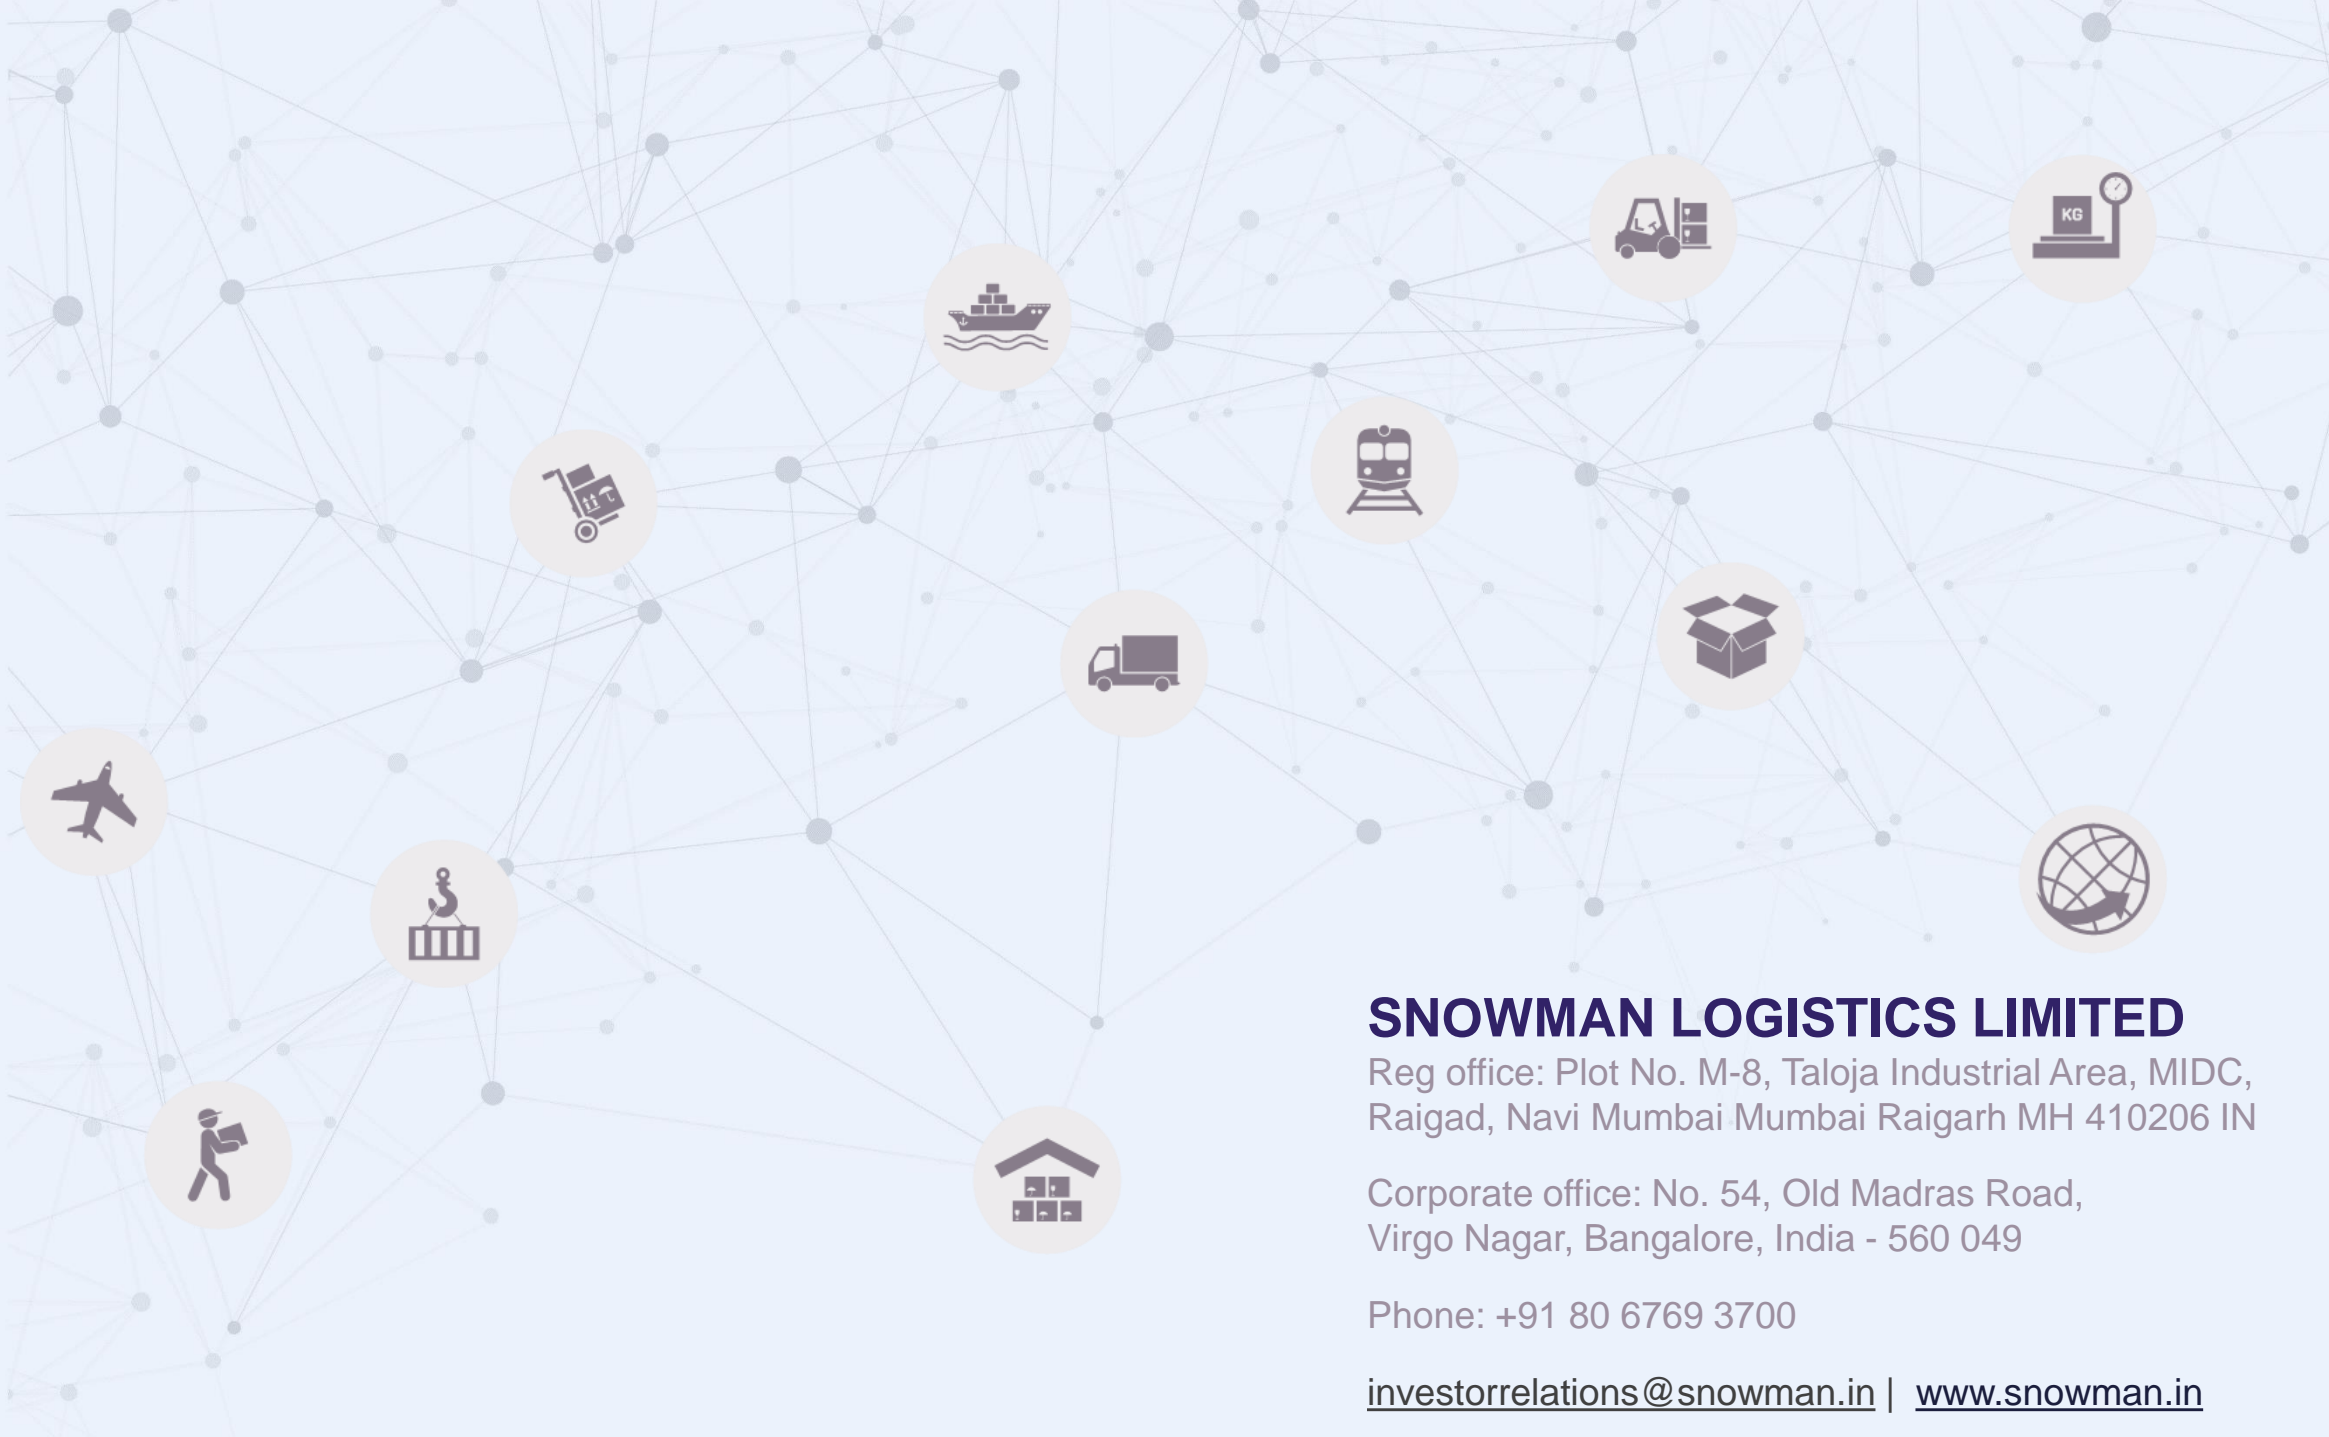 KG
SNOWMAN LOGISTICS LIMITED
Reg office: Plot No. M-8, Taloja Industrial Area, MIDC,
Raigad, Navi Mumbai Mumbai Raigarh MH 410206 IN
Corporate office: No. 54, Old Madras Road,
Virgo Nagar, Bangalore, India - 560 049
Phone: +91 80 6769 3700
investorrelations@snowman.in | www.snowman.in